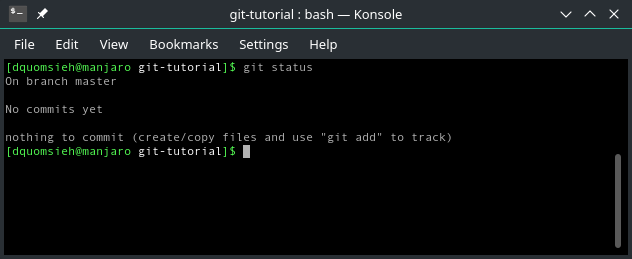 git-tutorial : bash — Konsole
File Edit View Bookmarks Settings Help
[dquomsieh@manjaro git-tutorial]$ git status
On branch master
No commits yet
nothing to commit (create/copy files and use "git add" to track)
[dquomsieh@manjaro git-tutorial]$